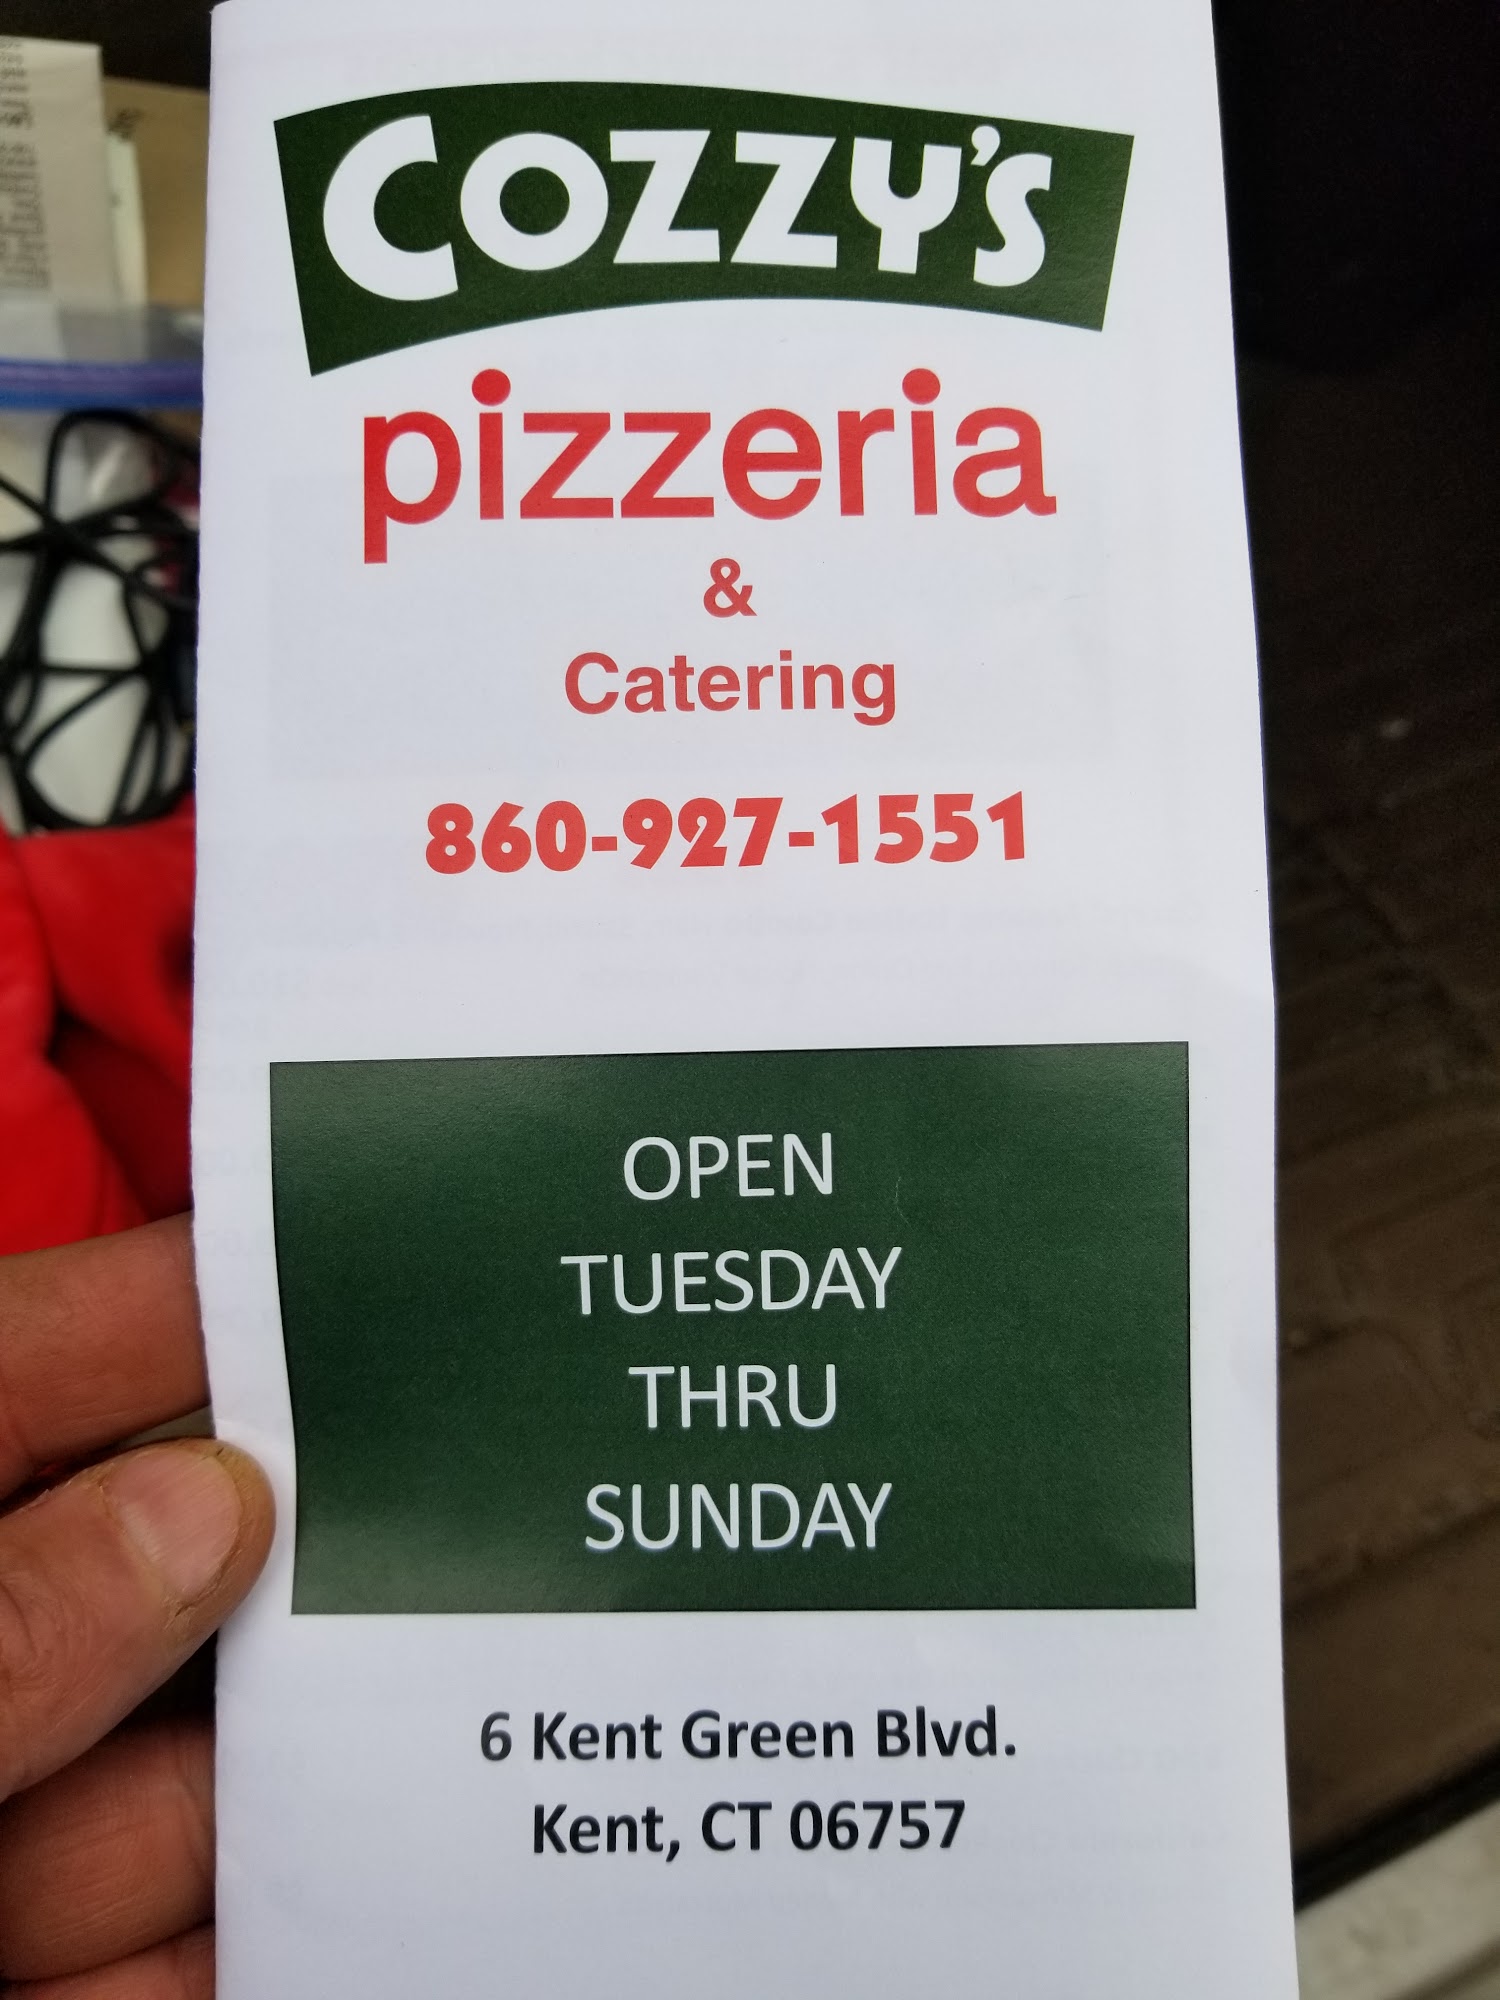 COZZY'S
pizzeria
&
Catering
860-927-1551
OPEN
TUESDAY
THRU
SUNDAY
6 Kent Green Blvd.
Kent, CT 06757